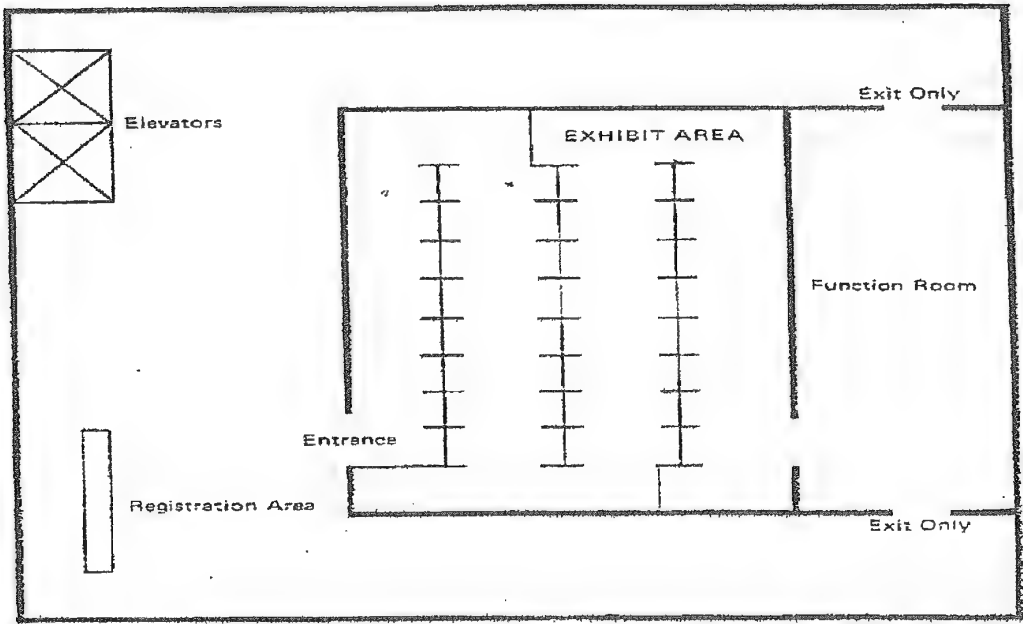 Exit Only
Elevators
EXHIBIT AREA
Function Room
Entrance
Registration Area
Exit Only